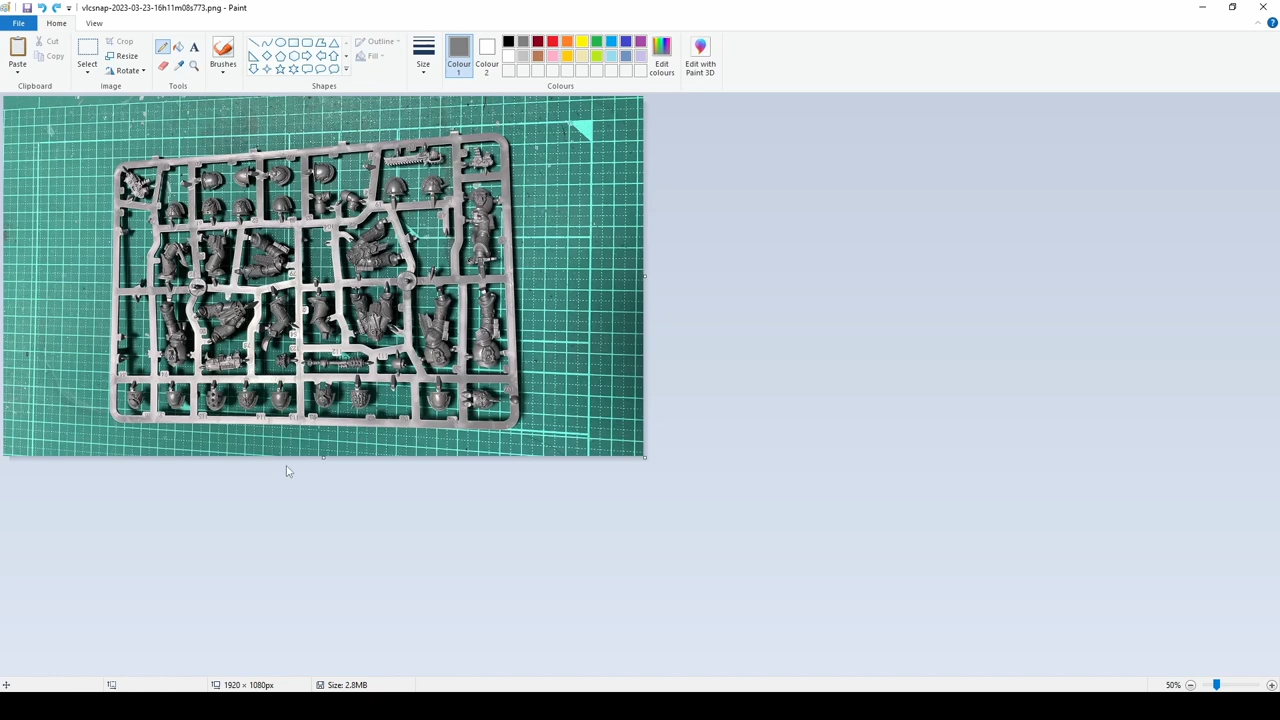 vlcsnap-2023-03-23-16h11m08s773.png - Paint
File Home View
Paste
Cut
Copy
Clipboard
Select
Crop
Resize
Rotate
Image
A
Tools
Brushes
Shapes
Outline
Fill
Size
Colour 1
Colour 2
Edit colours
Colours
Edit with Paint 3D
1920 × 1080px
Size: 2.8MB
50%